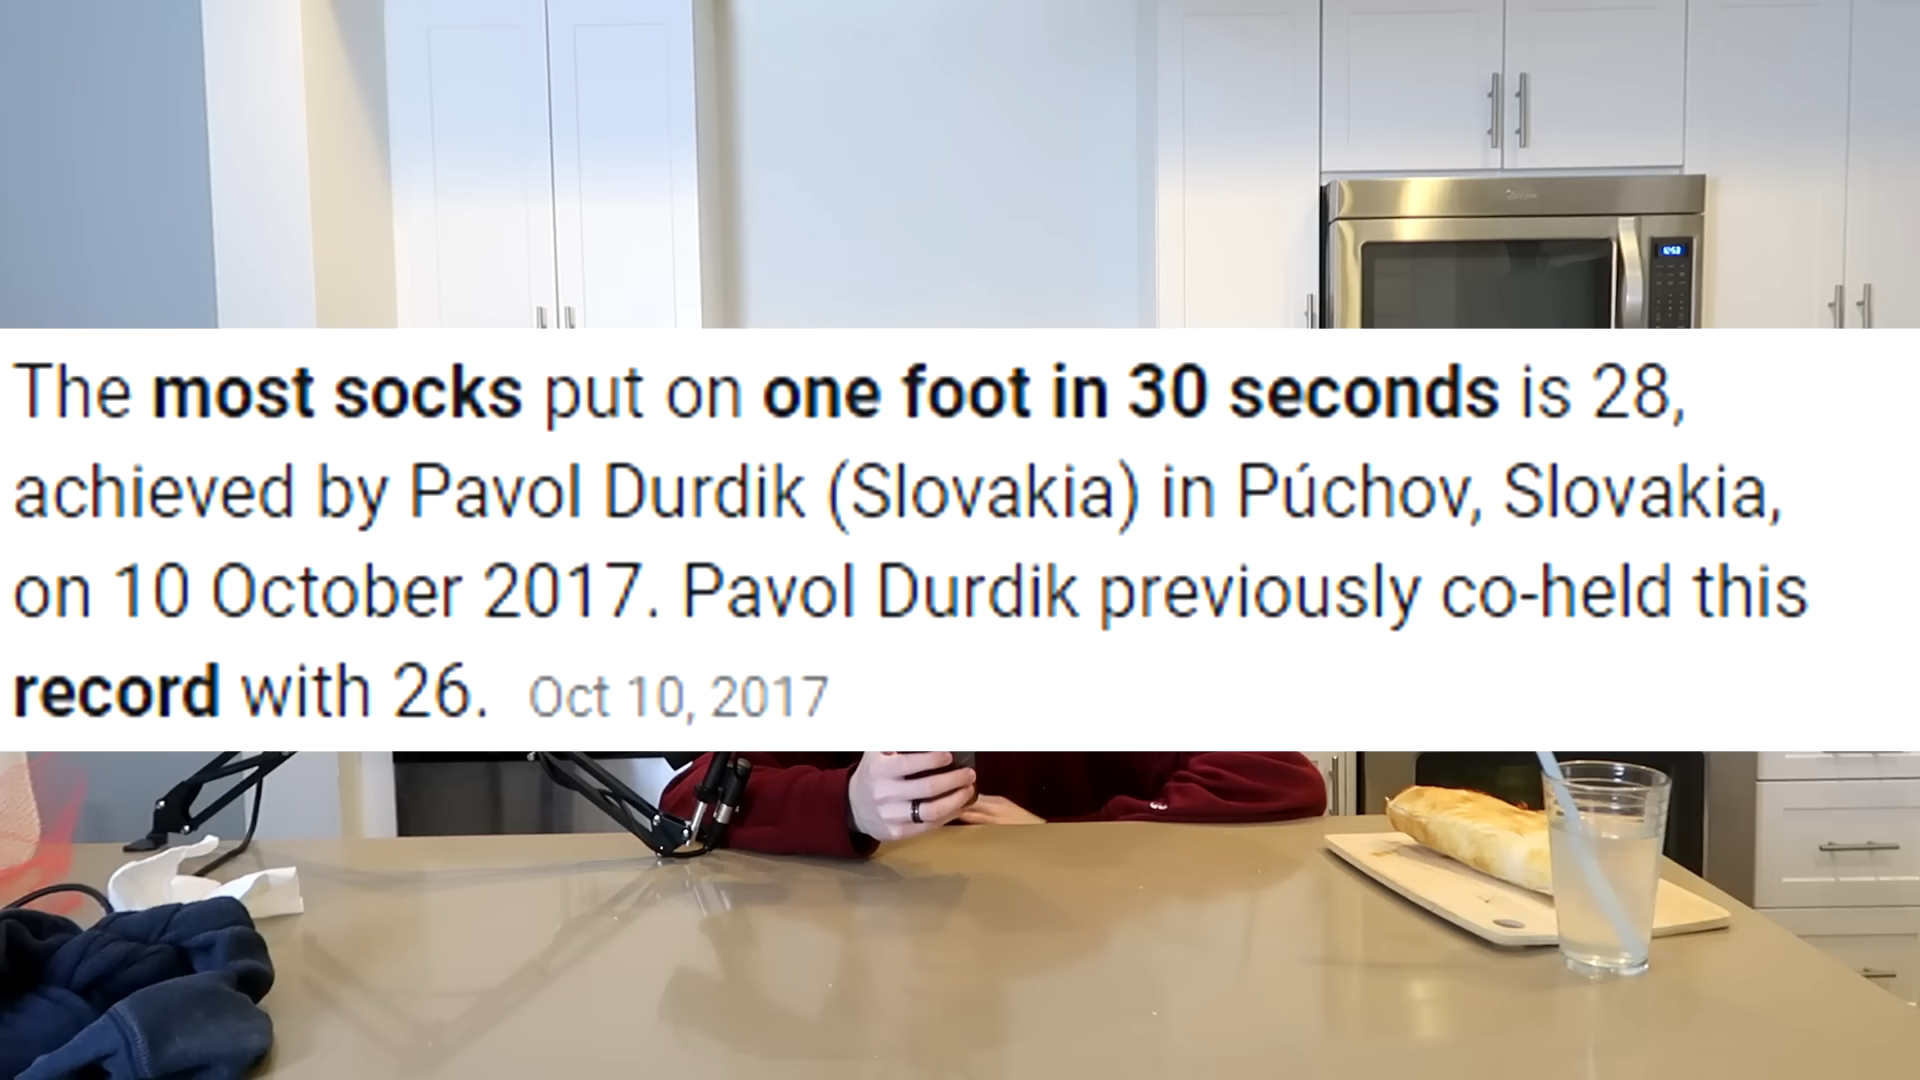 The most socks put on one foot in 30 seconds is 28,
achieved by Pavol Durdik (Slovakia) in Púchov, Slovakia,
on 10 October 2017. Pavol Durdik previously co-held this
record with 26. Oct 10, 2017